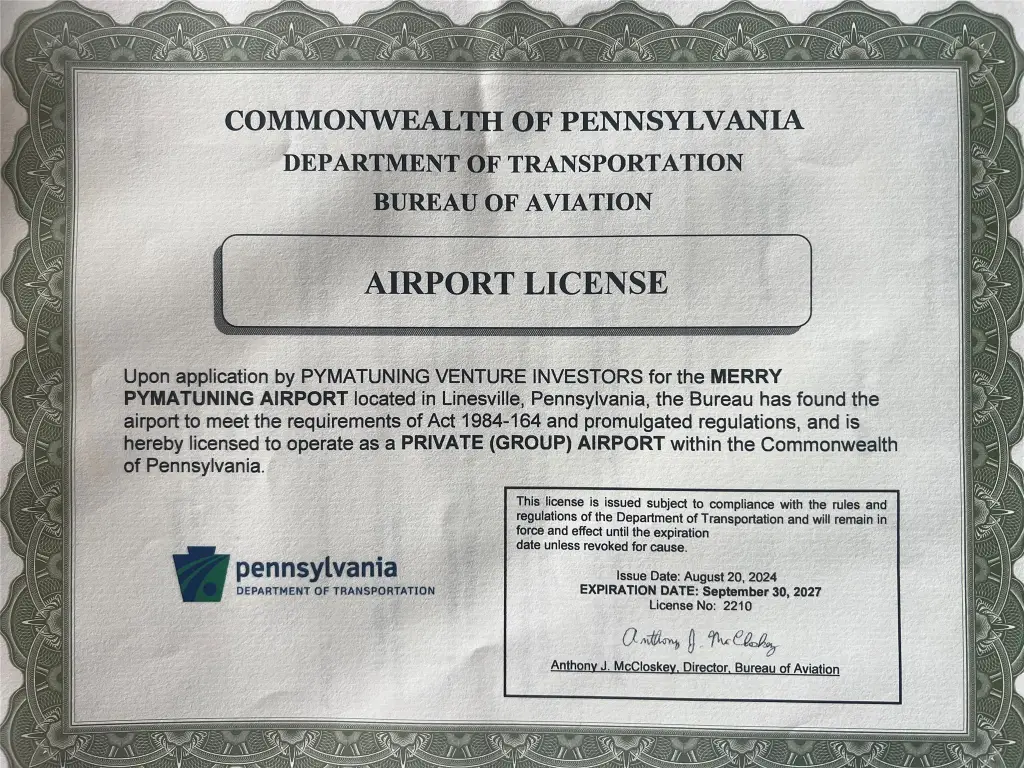 COMMONWEALTH OF PENNSYLVANIA
DEPARTMENT OF TRANSPORTATION
BUREAU OF AVIATION
AIRPORT LICENSE
Upon application by PYMATUNING VENTURE INVESTORS for the MERRY
PYMATUNING AIRPORT located in Linesville, Pennsylvania, the Bureau has found the
airport to meet the requirements of Act 1984-164 and promulgated regulations, and is
hereby licensed to operate as a PRIVATE (GROUP) AIRPORT within the Commonwealth
of Pennsylvania.
pennsylvania
DEPARTMENT OF TRANSPORTATION
This license is issued subject to compliance with the rules and
regulations of the Department of Transportation and will remain in
force and effect until the expiration
date unless revoked for cause.
Issue Date: August 20, 2024
EXPIRATION DATE: September 30, 2027
License No: 2210
Anthony J. McCloskey
Anthony J. McCloskey, Director, Bureau of Aviation